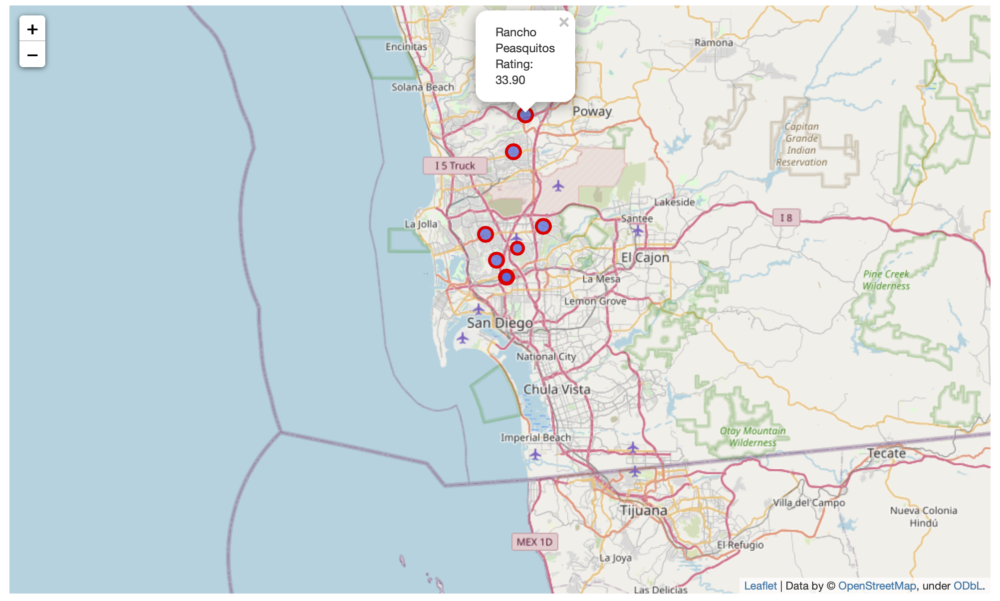 +
−
×
Rancho
Peasquitos
Rating:
33.90
Encinitas
Ramona
Solana Beach
Poway
Capitan
Grande
Indian
Reservation
I 5 Truck
Lakeside
I 8
Santee
La Jolla
El Cajon
Pine Creek
Wilderness
La Mesa
Lemon Grove
San Diego
National City
Chula Vista
Otay Mountain
Wilderness
Imperial Beach
Tecate
Villa del Campo
Tijuana
Nueva Colonia
Hindú
MEX 1D
El Refugio
La Joya
Las Delicias
Leaflet | Data by © OpenStreetMap, under ODbL.